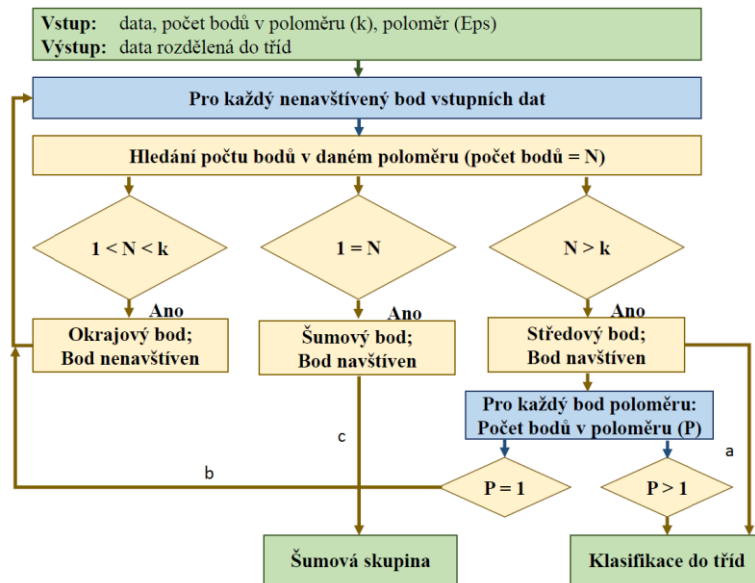 Vstup: data, počet bodů v poloměru (k), poloměr (Eps)
Výstup: data rozdělená do tříd
Pro každý nenavštívený bod vstupních dat
Hledání počtu bodů v daném poloměru (počet bodů = N)
1 < N < k
1 = N
N > k
Ano
Ano
Ano
Okrajový bod;
Bod nenavštíven
Šumový bod;
Bod navštíven
Středový bod;
Bod navštíven
Pro každý bod poloměru:
Počet bodů v poloměru (P)
c
a
b
P = 1
P > 1
Šumová skupina
Klasifikace do tříd